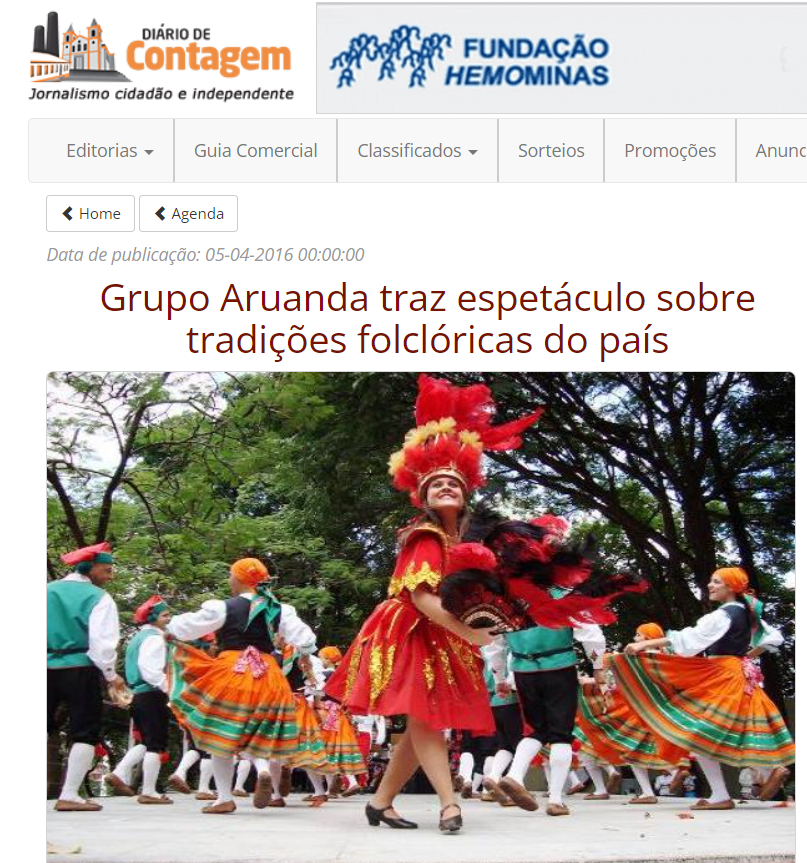 DIÁRIO DE
Contagem
Jornalismo cidadão e independente
FUNDAÇÃO
HEMOMINAS
Editorias
Guia Comercial
Classificados
Sorteios
Promoções
Anunc
Home
Agenda
Data de publicação: 05-04-2016 00:00:00
Grupo Aruanda traz espetáculo sobre
tradições folclóricas do país